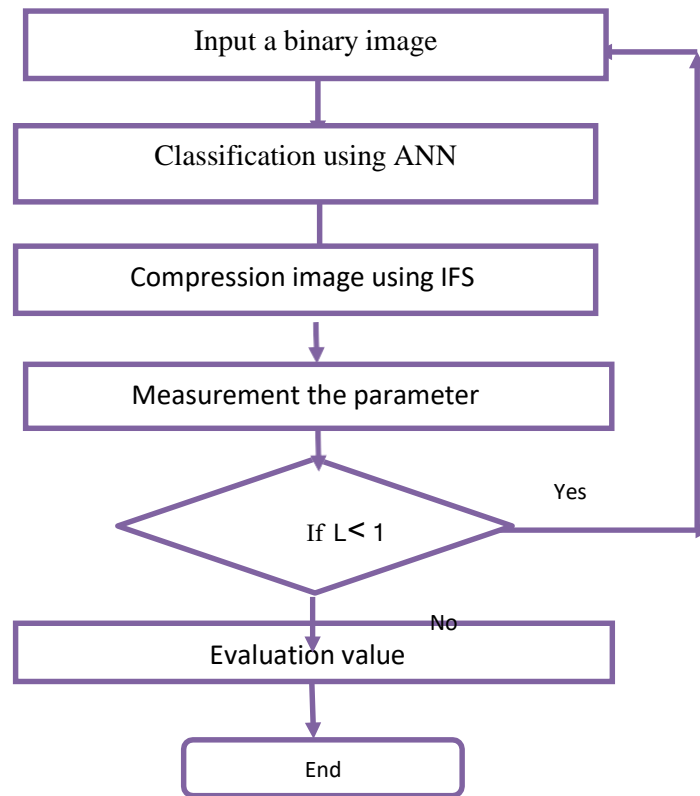 Input a binary image
Classification using ANN
Compression image using IFS
Measurement the parameter
Yes
If L< 1
No
Evaluation value
End